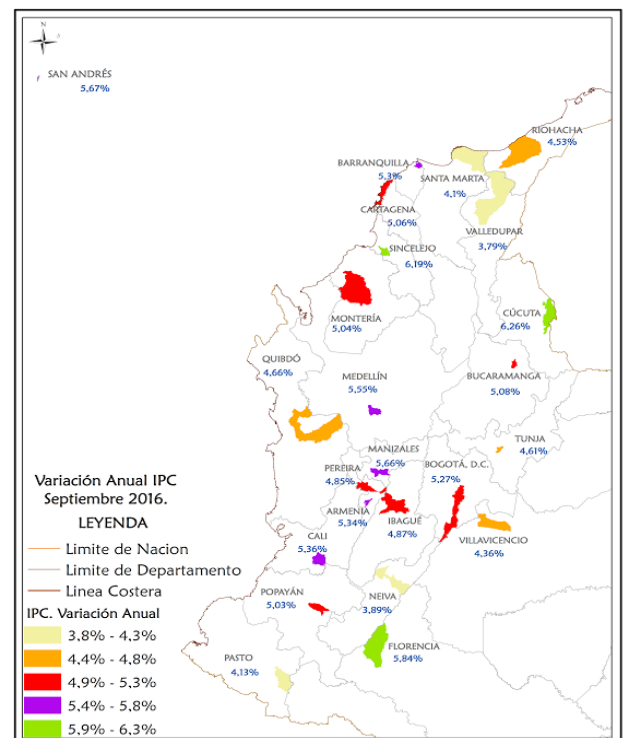 N
SAN ANDRÉS
5,67%
RIOHACHA
4,53%
BARRANQUILLA
5,3%
SANTA MARTA
4,1%
CARTAGENA
5,06%
VALLEDUPAR
3,79%
SINCELEJO
6,19%
MONTERÍA
5,04%
CÚCUTA
6,26%
QUIBDÓ
4,66%
MEDELLÍN
5,55%
BUCARAMANGA
5,08%
TUNJA
4,61%
MANIZALES
5,66%
PEREIRA
4,85%
BOGOTÁ, D.C.
5,27%
ARMENIA
5,34%
IBAGUÉ
4,87%
VILLAVICENCIO
4,36%
CALI
5,36%
POPAYÁN
5,03%
NEIVA
3,89%
FLORENCIA
5,84%
PASTO
4,13%
Variación Anual IPC
Septiembre 2016.
LEYENDA
Limite de Nacion
Limite de Departamento
Linea Costera
IPC. Variación Anual
3,8% - 4,3%
4,4% - 4,8%
4,9% - 5,3%
5,4% - 5,8%
5,9% - 6,3%